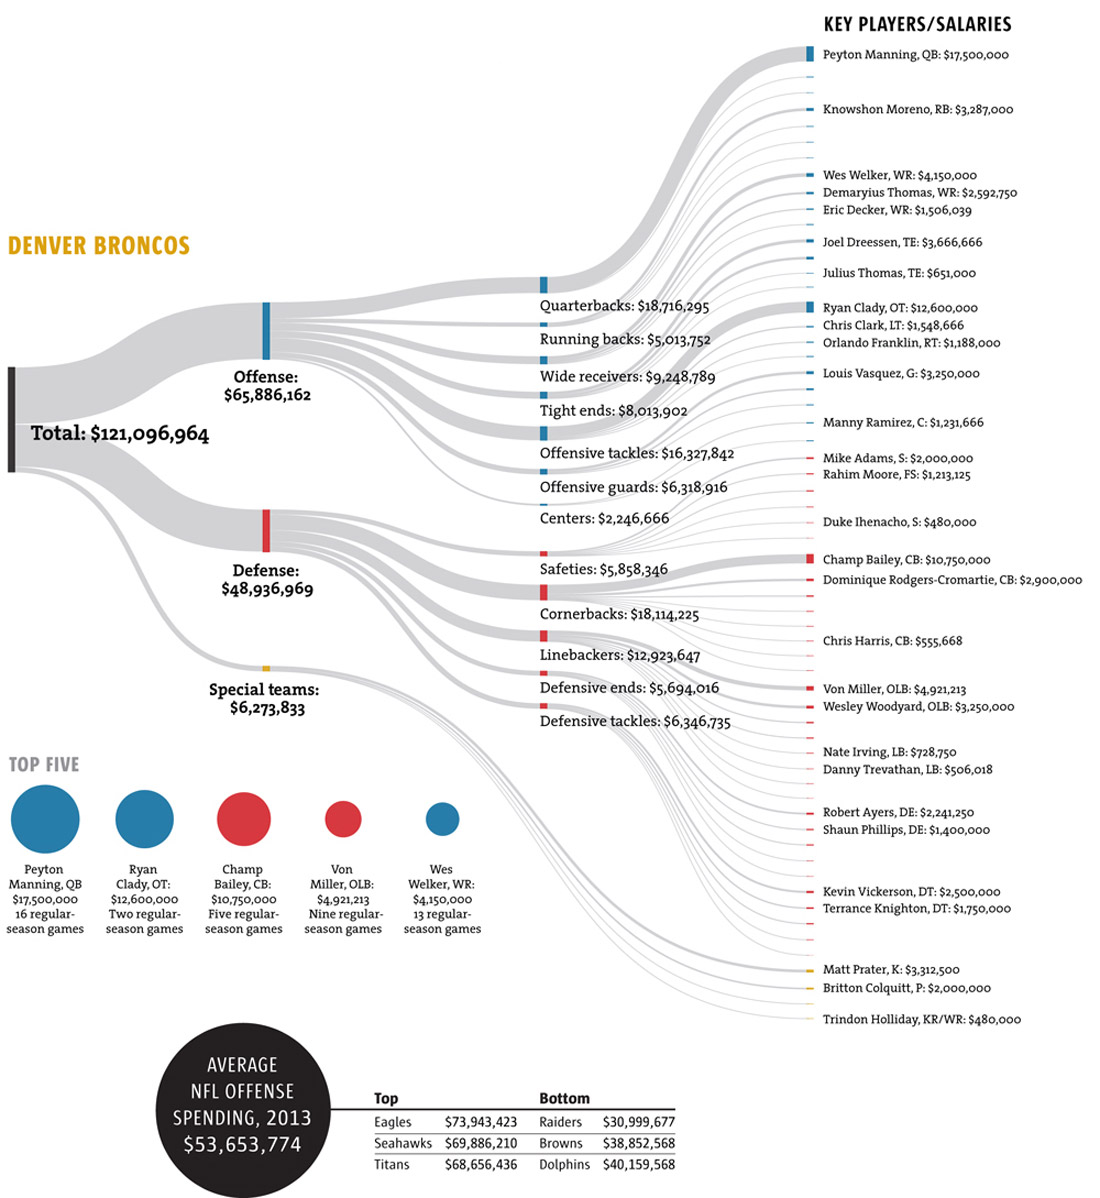 KEY PLAYERS/SALARIES
Peyton Manning, QB: $17,500,000
Knowshon Moreno, RB: $3,287,000
Wes Welker, WR: $4,150,000
Demaryius Thomas, WR: $2,592,750
Eric Decker, WR: $1,506,039
Joel Dreessen, TE: $3,666,666
Julius Thomas, TE: $651,000
Ryan Clady, OT: $12,600,000
Chris Clark, LT: $1,548,666
Orlando Franklin, RT: $1,188,000
Louis Vasquez, G: $3,250,000
Manny Ramirez, C: $1,231,666
Mike Adams, S: $2,000,000
Rahim Moore, FS: $1,213,125
Duke Ihenacho, S: $480,000
Champ Bailey, CB: $10,750,000
Dominique Rodgers-Cromartie, CB: $2,900,000
Chris Harris, CB: $555,668
Von Miller, OLB: $4,921,213
Wesley Woodyard, OLB: $3,250,000
Nate Irving, LB: $728,750
Danny Trevathan, LB: $506,018
Robert Ayers, DE: $2,241,250
Shaun Phillips, DE: $1,400,000
Kevin Vickerson, DT: $2,500,000
Terrance Knighton, DT: $1,750,000
Matt Prater, K: $3,312,500
Britton Colquitt, P: $2,000,000
Trindon Holliday, KR/WR: $480,000
DENVER BRONCOS
Total: $121,096,964
Offense:
$65,886,162
Defense:
$48,936,969
Special teams:
$6,273,833
Quarterbacks: $18,716,295
Running backs: $5,013,752
Wide receivers: $9,248,789
Tight ends: $8,013,902
Offensive tackles: $16,327,842
Offensive guards: $6,318,916
Centers: $2,246,666
Safeties: $5,858,346
Cornerbacks: $18,114,225
Linebackers: $12,923,647
Defensive ends: $5,694,016
Defensive tackles: $6,346,735
TOP FIVE
Peyton
Manning, QB
$17,500,000
16 regular-
season games
Ryan
Clady, OT:
$12,600,000
Two regular-
season games
Champ
Bailey, CB:
$10,750,000
Five regular-
season games
Von
Miller, OLB:
$4,921,213
Nine regular-
season games
Wes
Welker, WR:
$4,150,000
13 regular-
season games
AVERAGE
NFL OFFENSE
SPENDING, 2013
$53,653,774
Top Bottom
Eagles $73,943,423 Raiders $30,999,677
Seahawks $69,886,210 Browns $38,852,568
Titans $68,656,436 Dolphins $40,159,568